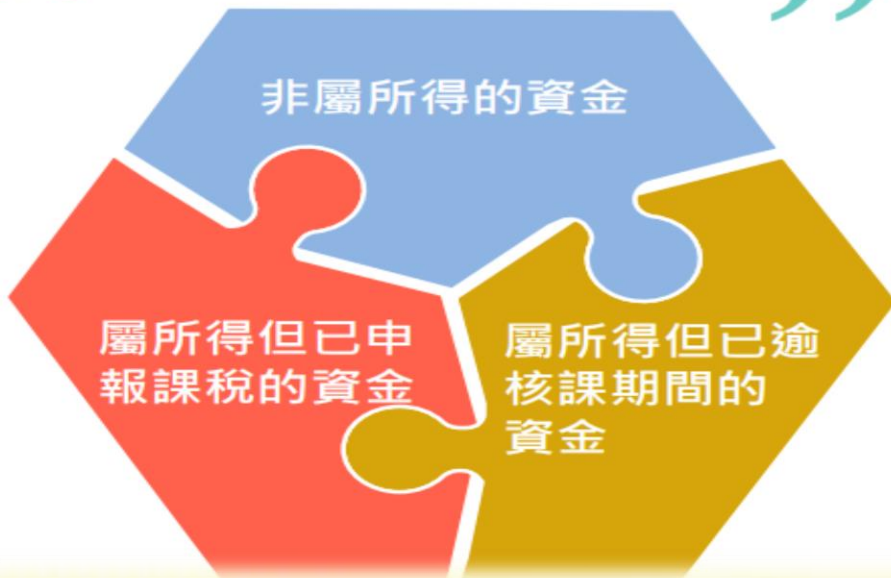 非屬所得的資金
屬所得但已申
報課稅的資金
屬所得但已逾
核課期間的
資金